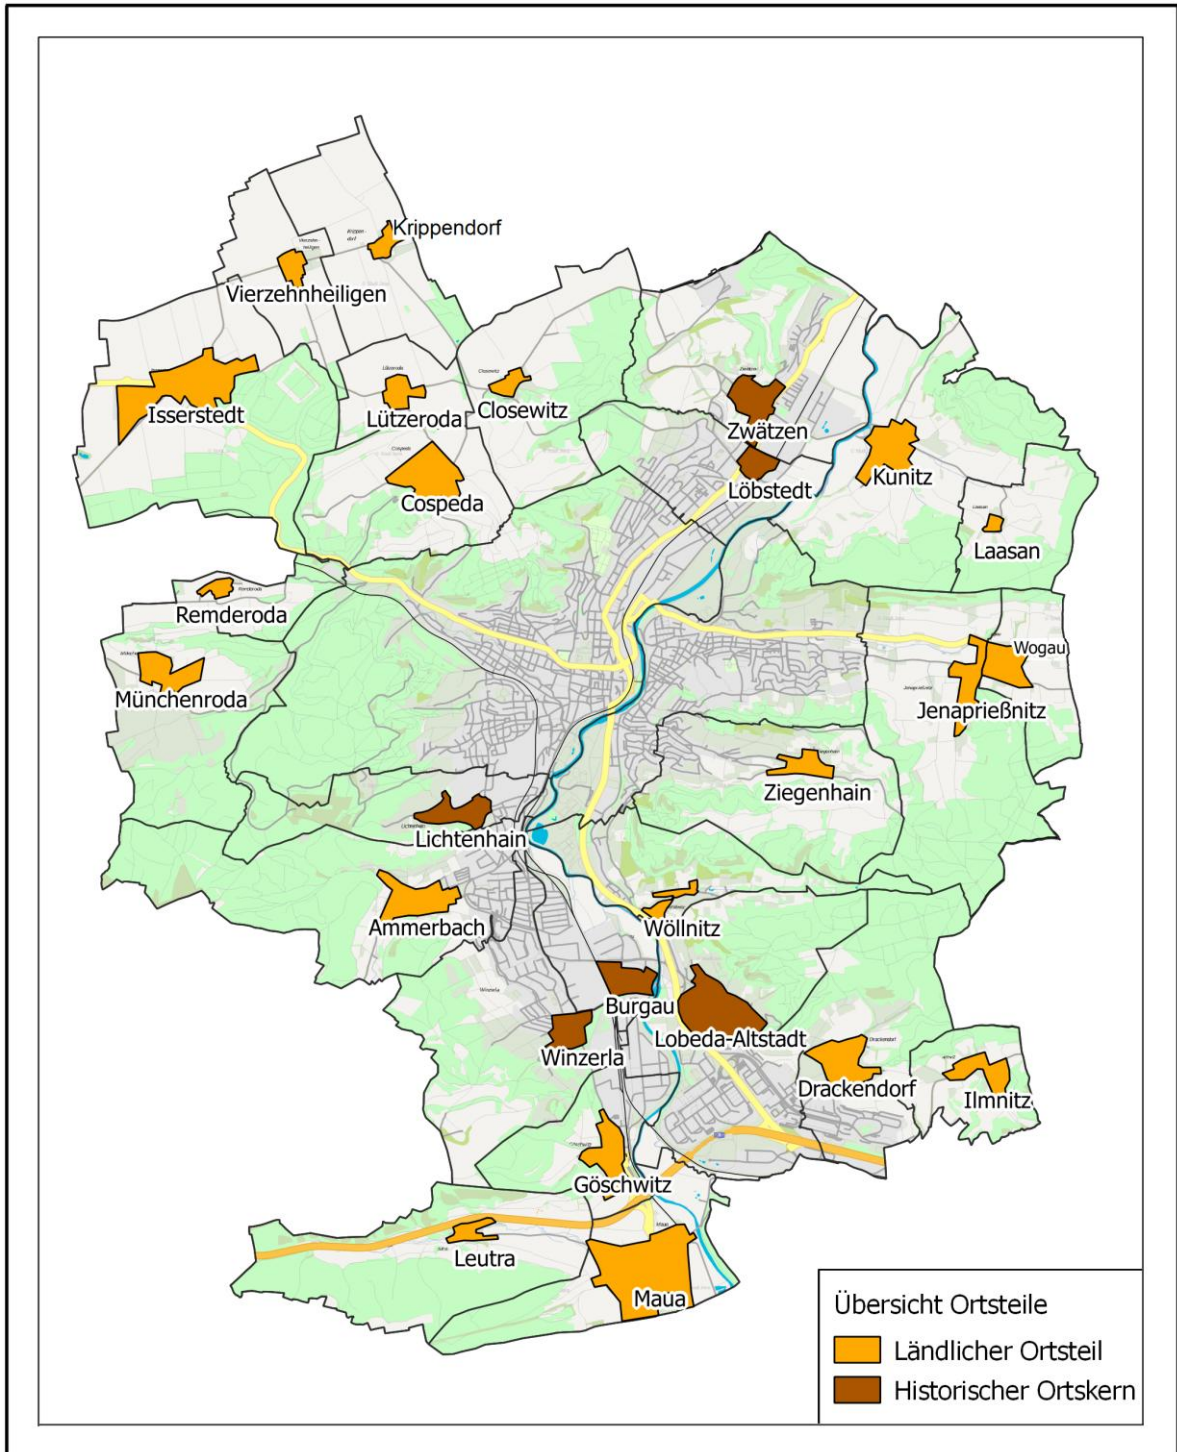 Krippendorf
Vierzehnheiligen
Isserstedt
Lützeroda
Closewitz
Zwätzen
Cospeda
Löbstedt
Kunitz
Laasan
Remderoda
Münchenroda
Wogau
Jenaprießnitz
Ziegenhain
Lichtenhain
Ammerbach
Wöllnitz
Burgau
Lobeda-Altstadt
Winzerla
Drackendorf
Ilmnitz
Göschwitz
Leutra
Maua
Übersicht Ortsteile
Ländlicher Ortsteil
Historischer Ortskern